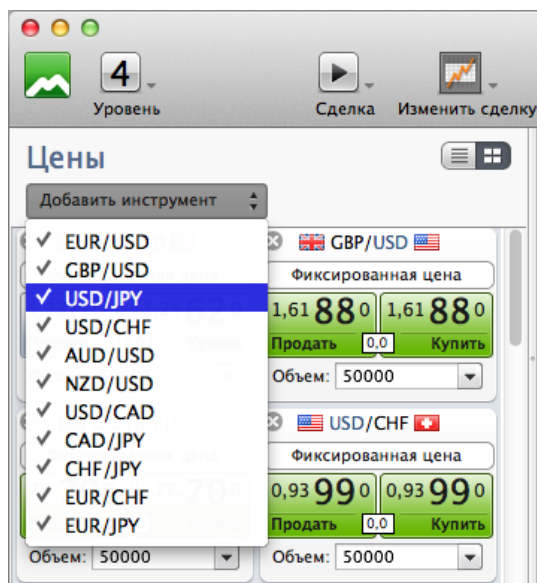 4
Уровень
Сделка
Изменить сделку
Цены
Добавить инструмент
EUR/USD
GBP/USD
USD/JPY
USD/CHF
AUD/USD
NZD/USD
USD/CAD
CAD/JPY
CHF/JPY
EUR/CHF
EUR/JPY
Объем: 50000
GBP/USD
Фиксированная цена
1,61 88 0 1,61 88 0
Продать 0,0 Купить
Объем: 50000
USD/CHF
Фиксированная цена
0,93 99 0 0,93 99 0
Продать 0,0 Купить
Объем: 50000